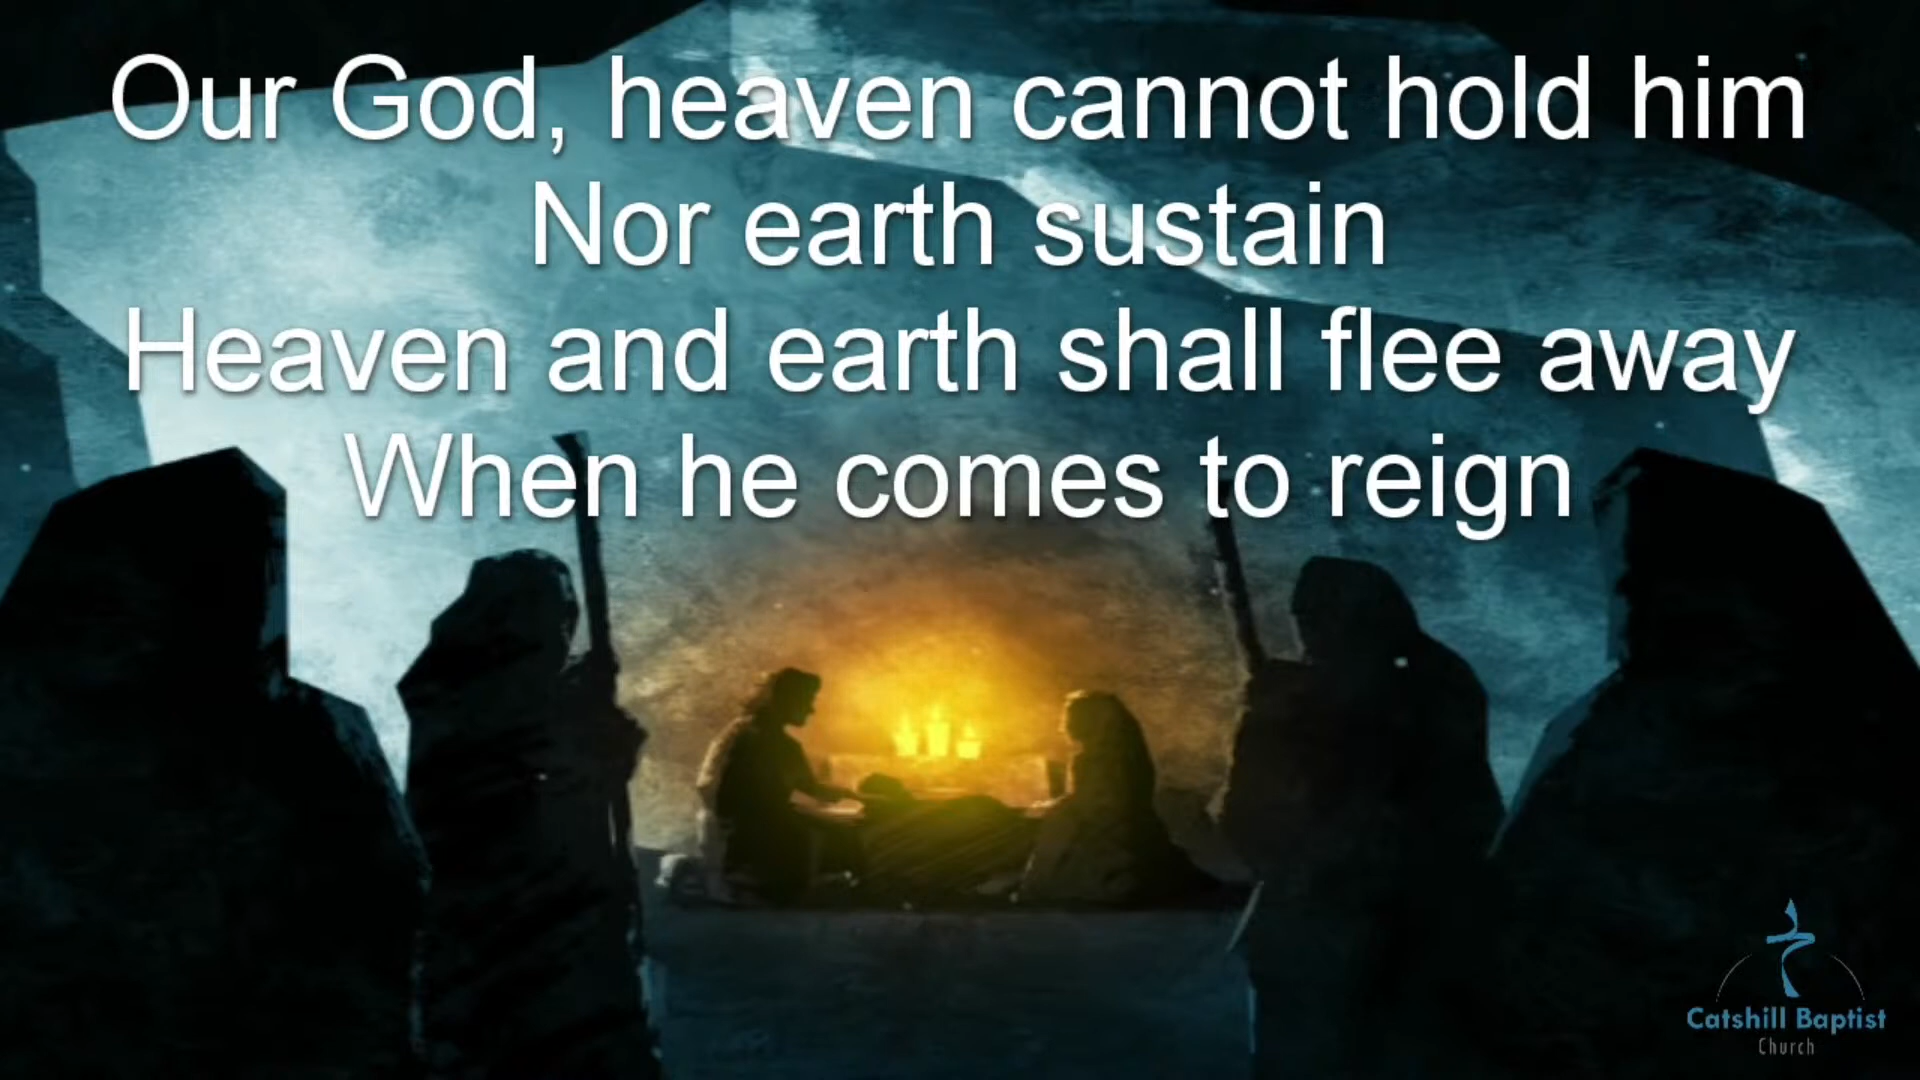 Our God, heaven cannot hold him
Nor earth sustain
Heaven and earth shall flee away
When he comes to reign
Catshill Baptist
Church